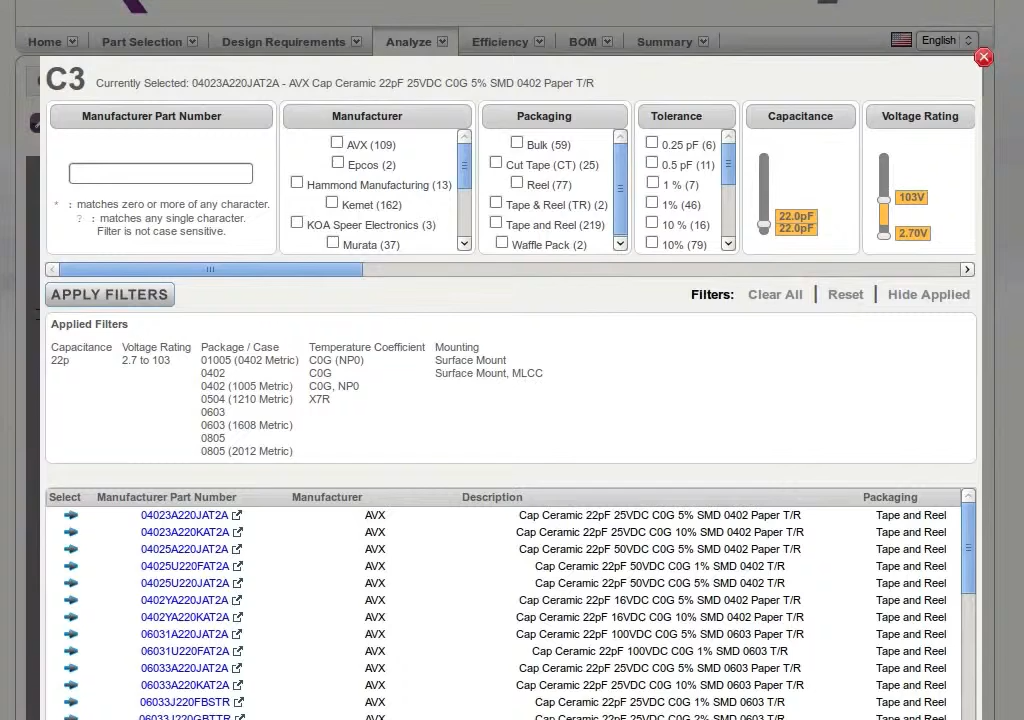 Home Part Selection Design Requirements Analyze Efficiency BOM Summary English
C3 Currently Selected: 04023A220JAT2A - AVX Cap Ceramic 22pF 25VDC C0G 5% SMD 0402 Paper T/R
Manufacturer Part Number Manufacturer Packaging Tolerance Capacitance Voltage Rating
AVX (109) Bulk (59) 0.25 pF (6)
Epcos (2) Cut Tape (CT) (25) 0.5 pF (11)
Hammond Manufacturing (13) Reel (77) 1 % (7)
* : matches zero or more of any character. Kemet (162) Tape & Reel (TR) (2) 1% (46) 103V
? : matches any single character. KOA Speer Electronics (3) Tape and Reel (219) 10 % (16) 22.0pF
22.0pF
Filter is not case sensitive. Murata (37) Waffle Pack (2) 10% (79) 2.70V
APPLY FILTERS Filters: Clear All | Reset | Hide Applied
Applied Filters
Capacitance Voltage Rating Package / Case Temperature Coefficient Mounting
22p 2.7 to 103 01005 (0402 Metric) C0G (NP0) Surface Mount
0402 C0G Surface Mount, MLCC
0402 (1005 Metric) C0G, NP0
0504 (1210 Metric) X7R
0603
0603 (1608 Metric)
0805
0805 (2012 Metric)
Select Manufacturer Part Number Manufacturer Description Packaging
04023A220JAT2A AVX Cap Ceramic 22pF 25VDC C0G 5% SMD 0402 Paper T/R Tape and Reel
04023A220KAT2A AVX Cap Ceramic 22pF 25VDC C0G 10% SMD 0402 Paper T/R Tape and Reel
04025A220JAT2A AVX Cap Ceramic 22pF 50VDC C0G 5% SMD 0402 Paper T/R Tape and Reel
04025U220FAT2A AVX Cap Ceramic 22pF 50VDC C0G 1% SMD 0402 T/R Tape and Reel
04025U220JAT2A AVX Cap Ceramic 22pF 50VDC C0G 5% SMD 0402 T/R Tape and Reel
0402YA220JAT2A AVX Cap Ceramic 22pF 16VDC C0G 5% SMD 0402 Paper T/R Tape and Reel
0402YA220KAT2A AVX Cap Ceramic 22pF 16VDC C0G 10% SMD 0402 Paper T/R Tape and Reel
06031A220JAT2A AVX Cap Ceramic 22pF 100VDC C0G 5% SMD 0603 Paper T/R Tape and Reel
06031U220FAT2A AVX Cap Ceramic 22pF 100VDC C0G 1% SMD 0603 T/R Tape and Reel
06033A220JAT2A AVX Cap Ceramic 22pF 25VDC C0G 5% SMD 0603 Paper T/R Tape and Reel
06033A220KAT2A AVX Cap Ceramic 22pF 25VDC C0G 10% SMD 0603 Paper T/R Tape and Reel
06033J220FBSTR AVX Cap Ceramic 22pF 25VDC C0G 1% SMD 0603 T/R Tape and Reel
06033J220GBTTR AVX Cap Ceramic 22pF 25VDC C0G 2% SMD 0603 T/R Tape and Reel